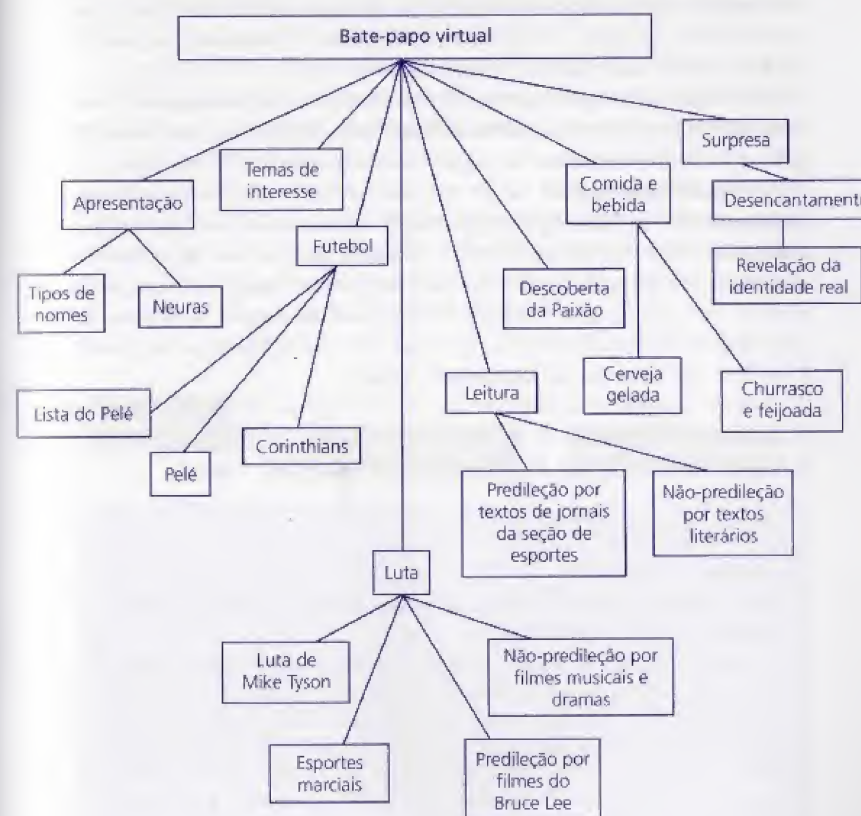 Bate-papo virtual
Surpresa
Temas de
interesse
Comida e
bebida
Apresentação
Desencantament
Futebol
Revelação da
identidade real
Descoberta
da Paixão
Tipos de
nomes
Neuras
Cerveja
gelada
Churrasco
e feijoada
Leitura
Lista do Pelé
Corinthians
Pelé
Predileção por
textos de jornais
da seção de
esportes
Não-predileção
por textos
literários
Luta
Luta de
Mike Tyson
Não-predileção por
filmes musicais e
dramas
Esportes
marciais
Predileção por
filmes do
Bruce Lee